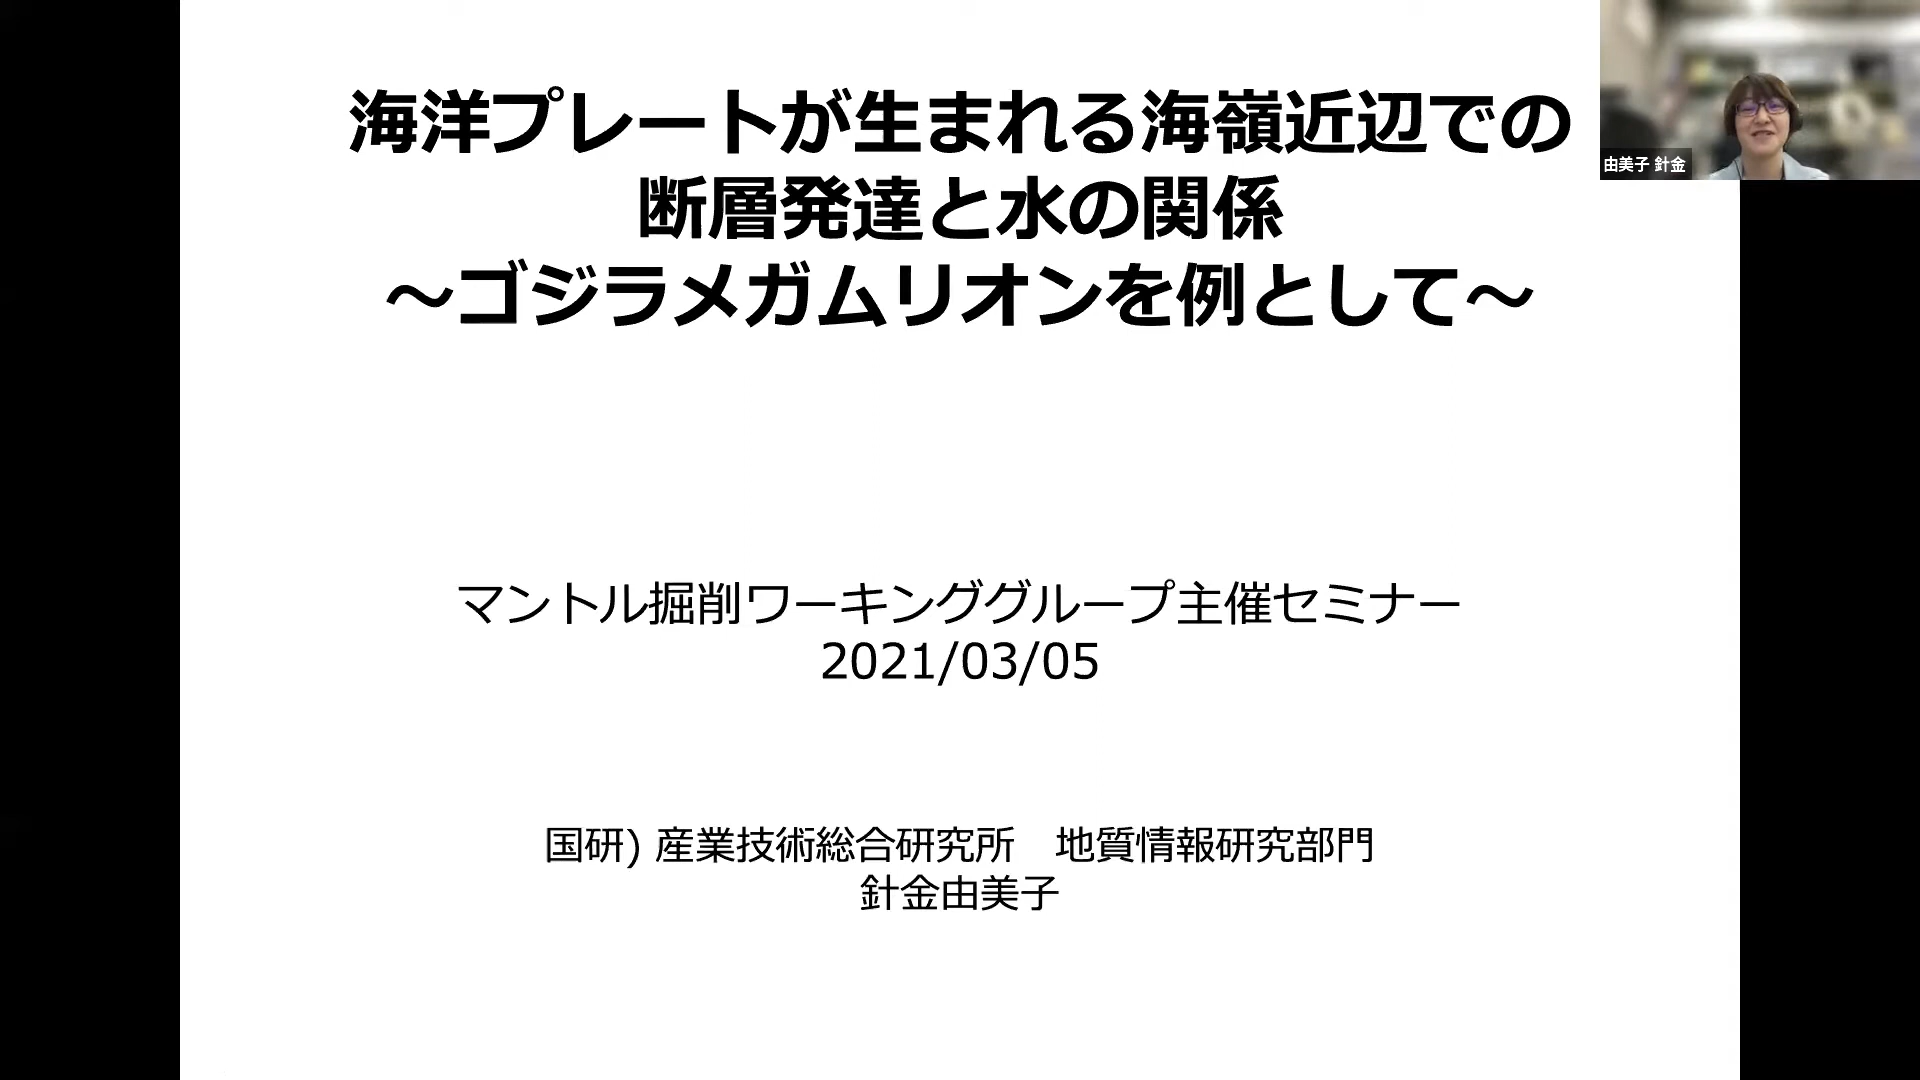 海洋プレートが生まれる海嶺近辺での
断層発達と水の関係
～ゴジラメガムリオンを例として～
由美子 針金
マントル掘削ワーキンググループ主催セミナー
2021/03/05
国研) 産業技術総合研究所　地質情報研究部門
針金由美子